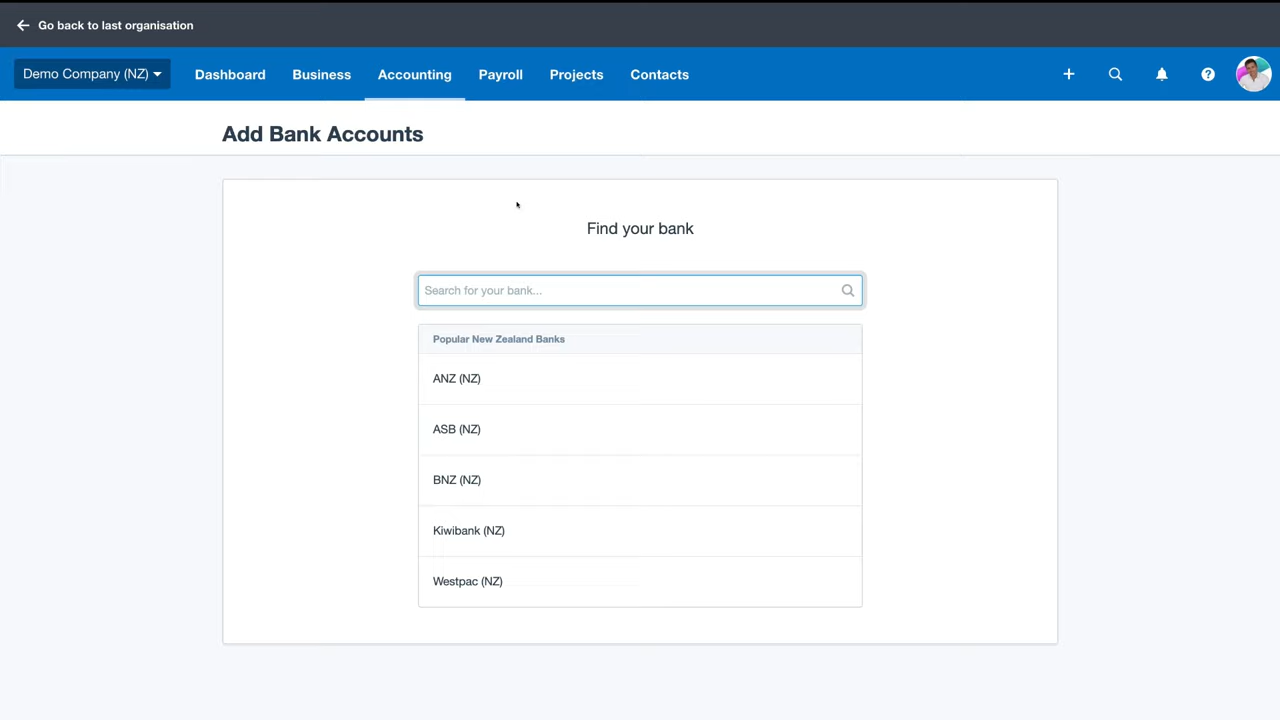 Go back to last organisation
Demo Company (NZ)
Dashboard
Business
Accounting
Payroll
Projects
Contacts
Add Bank Accounts
Find your bank
Search for your bank...
Popular New Zealand Banks
ANZ (NZ)
ASB (NZ)
BNZ (NZ)
Kiwibank (NZ)
Westpac (NZ)